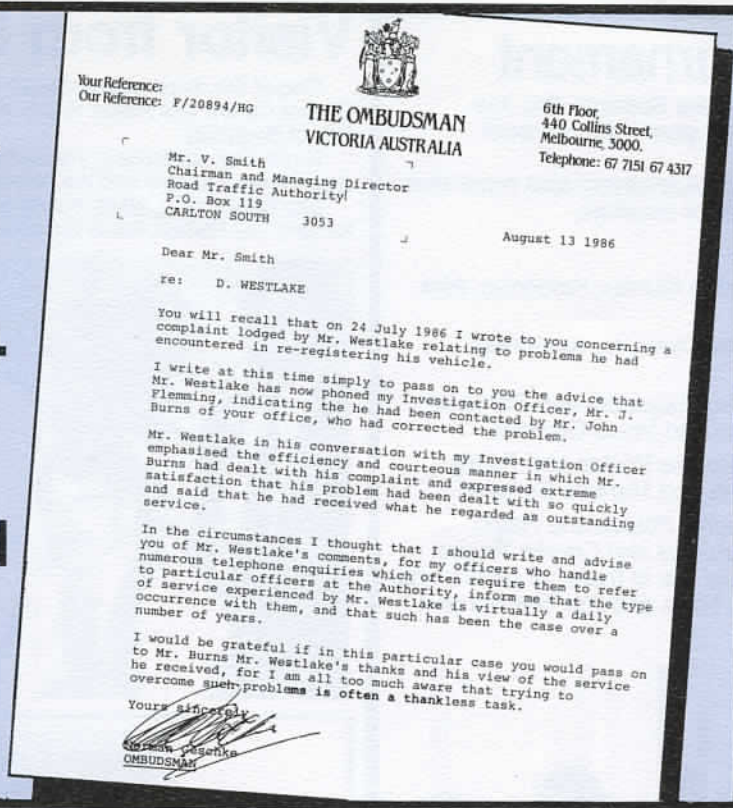 Your Reference:
Our Reference: F/20894/HG
THE OMBUDSMAN
VICTORIA AUSTRALIA
6th Floor,
440 Collins Street,
Melbourne, 3000.
Telephone: 67 7151 67 4317
Mr. V. Smith
Chairman and Managing Director
Road Traffic Authority
P.O. Box 119
CARLTON SOUTH 3053
August 13 1986
Dear Mr. Smith
re: D. WESTLAKE
You will recall that on 24 July 1986 I wrote to you concerning a
complaint lodged by Mr. Westlake relating to problems he had
encountered in re-registering his vehicle.
I write at this time simply to pass on to you the advice that
Mr. Westlake has now phoned my Investigation Officer, Mr. J.
Flemming, indicating the he had been contacted by Mr. John
Burns of your office, who had corrected the problem.
Mr. Westlake in his conversation with my Investigation Officer
emphasised the efficiency and courteous manner in which Mr.
Burns had dealt with his complaint and expressed extreme
satisfaction that his problem had been dealt with so quickly
and said that he had received what he regarded as outstanding
service.
In the circumstances I thought that I should write and advise
you of Mr. Westlake's comments, for my officers who handle
numerous telephone enquiries which often require them to refer
to particular officers at the Authority, inform me that the type
of service experienced by Mr. Westlake is virtually a daily
occurrence with them, and that such has been the case over a
number of years.
I would be grateful if in this particular case you would pass on
to Mr. Burns Mr. Westlake's thanks and his view of the service
he received, for I am all too much aware that trying to
overcome such problems is often a thankless task.
Yours sincerely
Norman Geschke
OMBUDSMAN